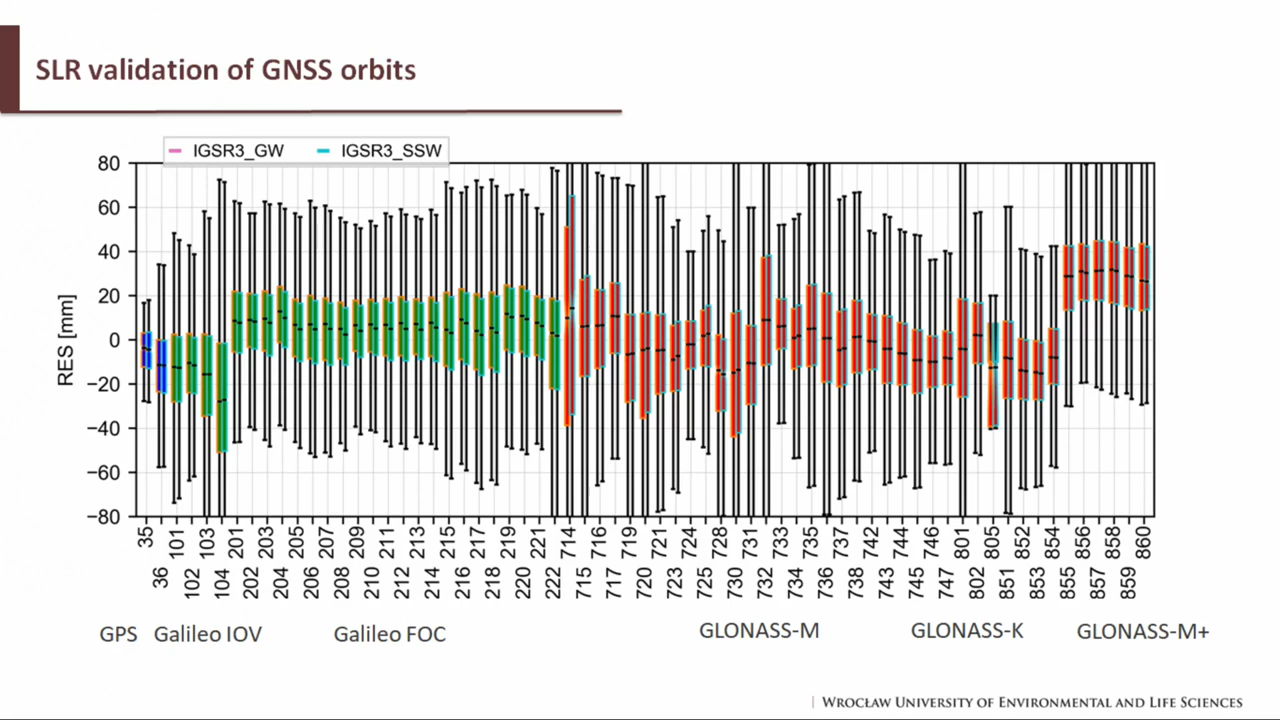 SLR validation of GNSS orbits
IGSR3_GW IGSR3_SSW
RES [mm]
80
60
40
20
0
−20
−40
−60
−80
35 101 103 201 203 205 207 209 211 213 215 217 219 221 714 716 719 721 724 728 731 733 735 737 742 744 746 801 805 852 854 856 858 860
36 102 104 202 204 206 208 210 212 214 216 218 220 222 715 717 720 723 725 730 732 734 736 738 743 745 747 802 851 853 855 857 859
GPS Galileo IOV Galileo FOC GLONASS-M GLONASS-K GLONASS-M+
WROCŁAW UNIVERSITY OF ENVIRONMENTAL AND LIFE SCIENCES